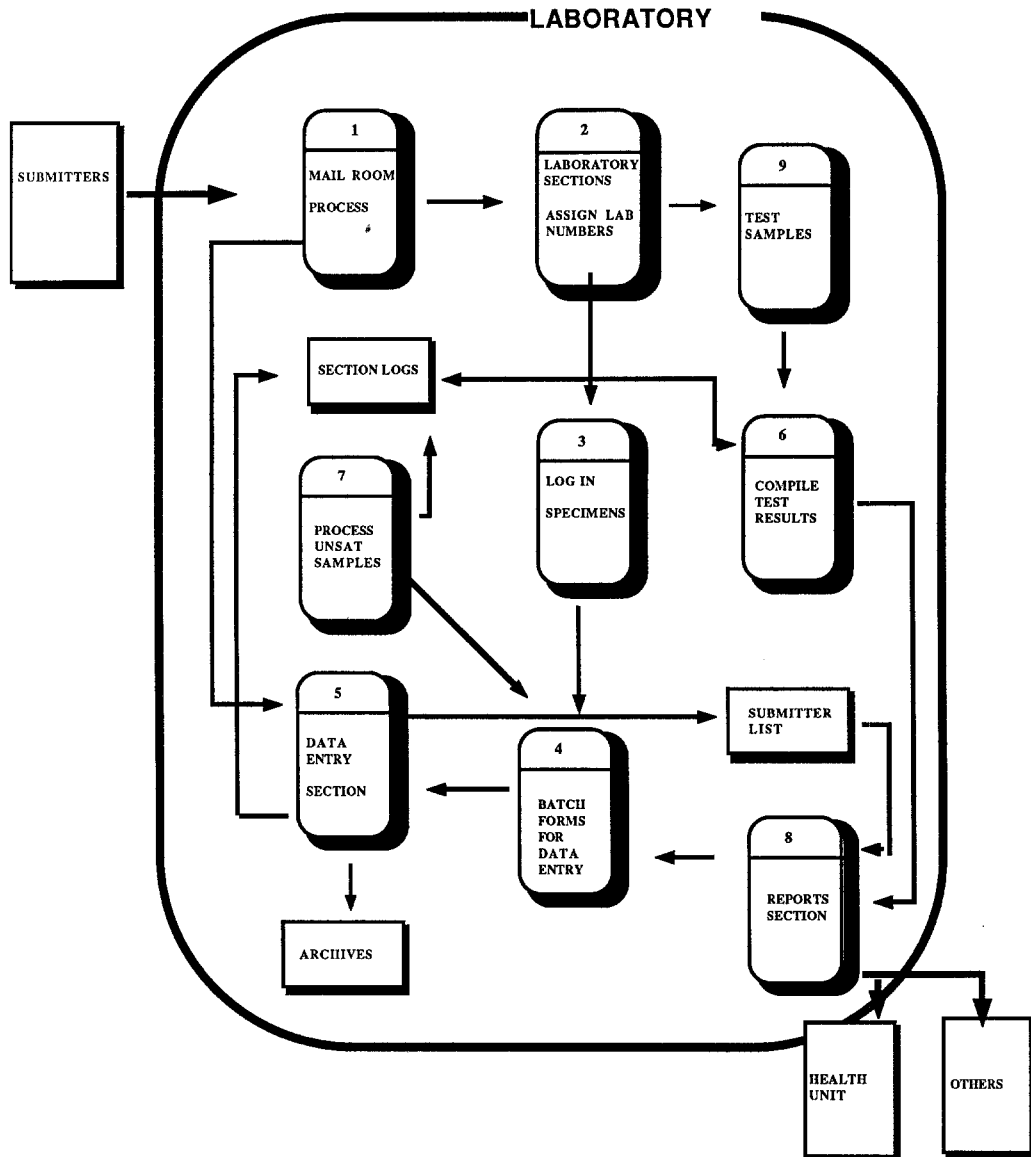 LABORATORY
SUBMITTERS
1
MAIL ROOM
PROCESS
#
2
LABORATORY
SECTIONS
ASSIGN LAB
NUMBERS
9
TEST
SAMPLES
SECTION LOGS
3
LOG IN
SPECIMENS
6
COMPILE
TEST
RESULTS
7
PROCESS
UNSAT
SAMPLES
5
DATA
ENTRY
SECTION
4
BATCH
FORMS
FOR
DATA
ENTRY
SUBMITTER
LIST
8
REPORTS
SECTION
ARCHIVES
HEALTH
UNIT
OTHERS